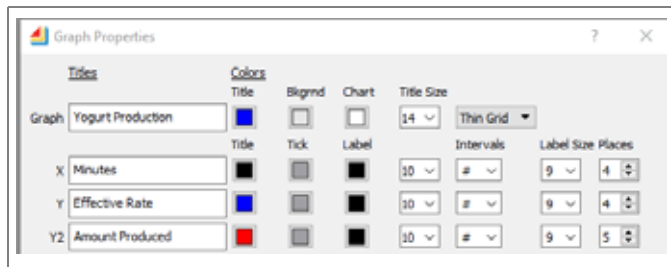 Graph Properties ? ×
Titles Colors
Title Bkgrnd Chart Title Size
Graph Yogurt Production 14 Thin Grid
Title Tick Label Intervals Label Size Places
X Minutes 10 # 9 4
Y Effective Rate 10 # 9 4
Y2 Amount Produced 10 # 9 5